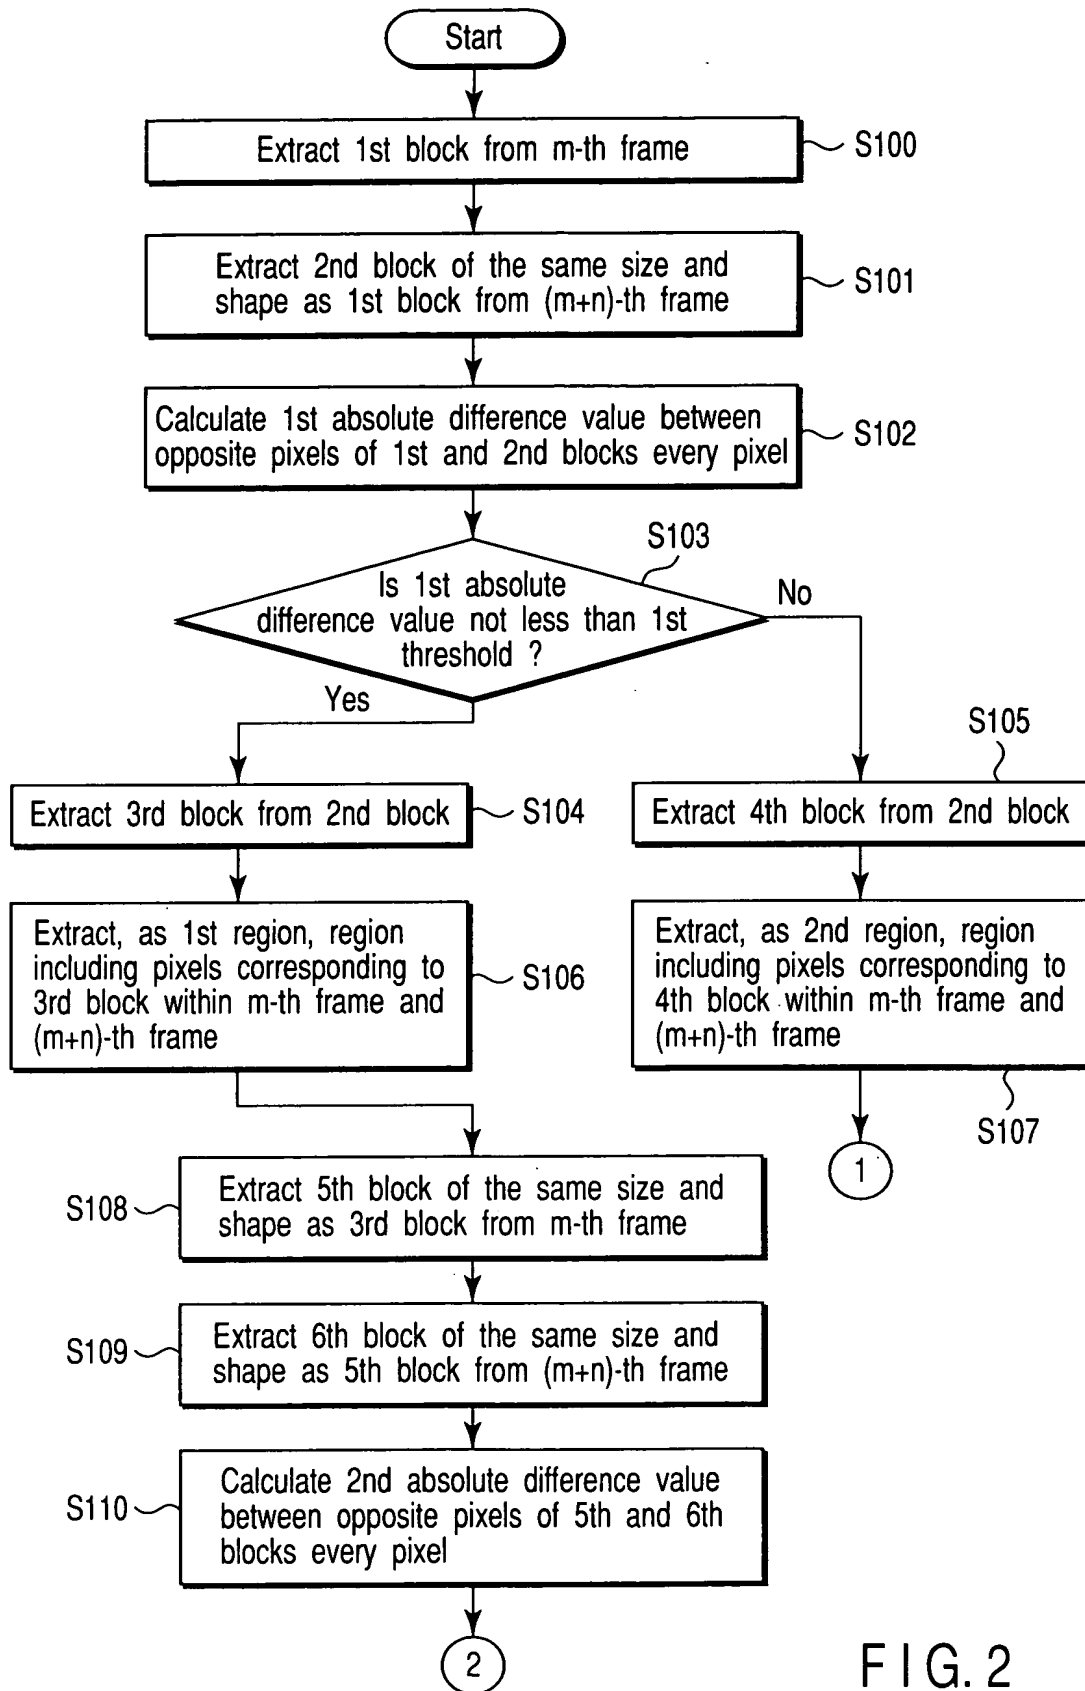 Start
Extract 1st block from m-th frame
S100
Extract 2nd block of the same size and
shape as 1st block from (m+n)-th frame
S101
Calculate 1st absolute difference value between
opposite pixels of 1st and 2nd blocks every pixel
S102
S103
Is 1st absolute
difference value not less than 1st
threshold ?
No
Yes
S105
Extract 3rd block from 2nd block
S104
Extract 4th block from 2nd block
Extract, as 1st region, region
including pixels corresponding to
3rd block within m-th frame and
(m+n)-th frame
S106
Extract, as 2nd region, region
including pixels corresponding to
4th block within m-th frame and
(m+n)-th frame
S107
1
S108
Extract 5th block of the same size and
shape as 3rd block from m-th frame
S109
Extract 6th block of the same size and
shape as 5th block from (m+n)-th frame
S110
Calculate 2nd absolute difference value
between opposite pixels of 5th and 6th
blocks every pixel
2
FIG. 2